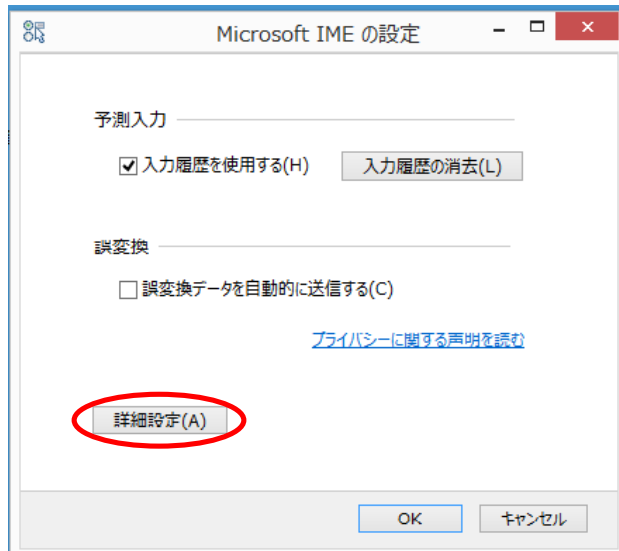 Microsoft IME の設定
予測入力
入力履歴を使用する(H)
入力履歴の消去(L)
誤変換
誤変換データを自動的に送信する(C)
プライバシーに関する声明を読む
詳細設定(A)
OK
キャンセル